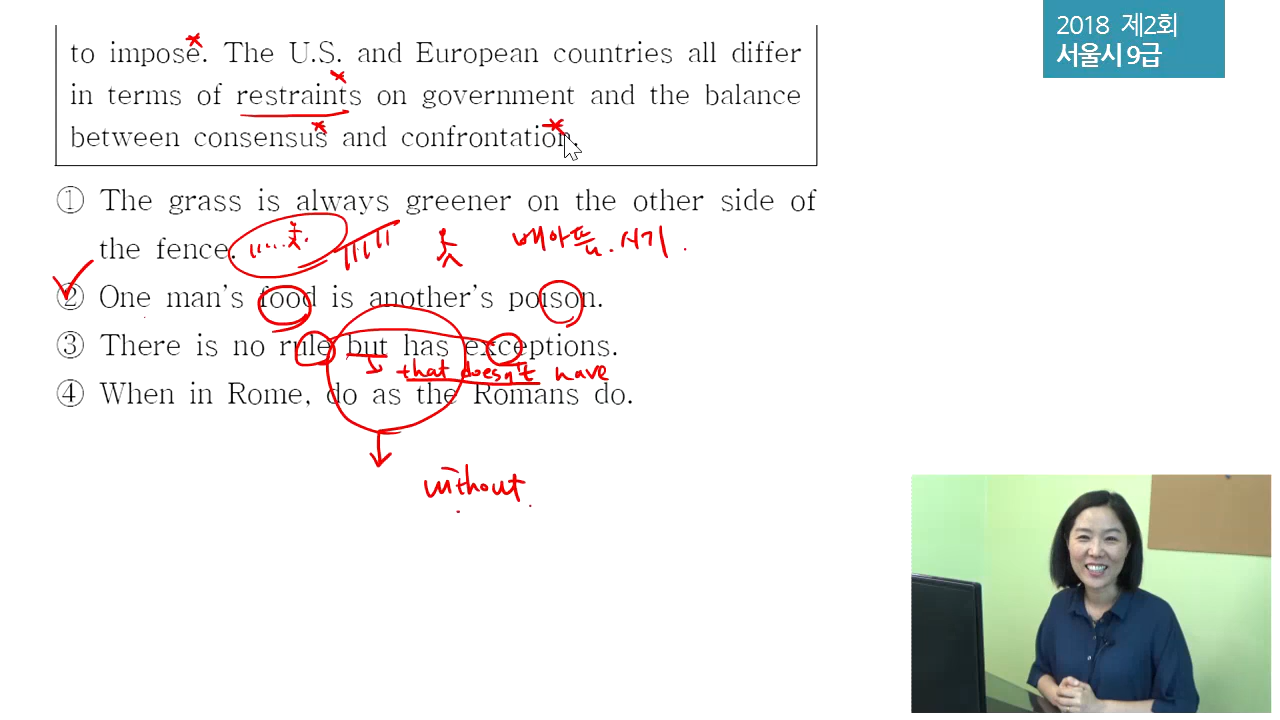 2018 제2회
서울시 9급
to impose. The U.S. and European countries all differ
in terms of restraints on government and the balance
between consensus and confrontation.
① The grass is always greener on the other side of
the fence.
배아픔. 시기.
② One man's food is another's poison.
③ There is no rule but has exceptions.
that doesn't have
④ When in Rome, do as the Romans do.
without